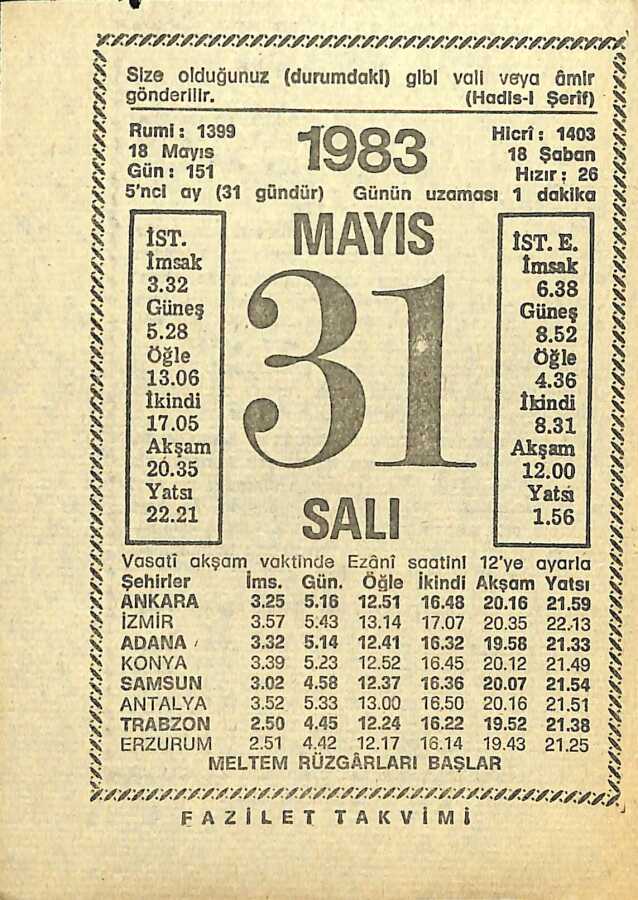 Size olduğunuz (durumdaki) gibi vali veya âmir
gönderilir. (Hadis-i Şerif)
Rumi: 1399
18 Mayıs
Gün: 151
1983
Hicrî: 1403
18 Şaban
Hızır: 26
5'nci ay (31 gündür) Günün uzaması 1 dakika
İST.
İmsak
3.32
Güneş
5.28
Öğle
13.06
İkindi
17.05
Akşam
20.35
Yatsı
22.21
MAYIS
31
SALI
İST. E.
İmsak
6.38
Güneş
8.52
Öğle
4.36
İkindi
8.31
Akşam
12.00
Yatsı
1.56
Vasatî akşam vaktinde Ezânî saatini 12'ye ayarla
Şehirler İms. Gün. Öğle İkindi Akşam Yatsı
ANKARA 3.25 5.16 12.51 16.48 20.16 21.59
İZMİR 3.57 5.43 13.14 17.07 20.35 22.13
ADANA 3.32 5.14 12.41 16.32 19.58 21.33
KONYA 3.39 5.23 12.52 16.45 20.12 21.49
SAMSUN 3.02 4.58 12.37 16.36 20.07 21.54
ANTALYA 3.52 5.33 13.00 16.50 20.16 21.51
TRABZON 2.50 4.45 12.24 16.22 19.52 21.38
ERZURUM 2.51 4.42 12.17 16.14 19.43 21.25
MELTEM RÜZGÂRLARI BAŞLAR
FAZİLET TAKVİMİ